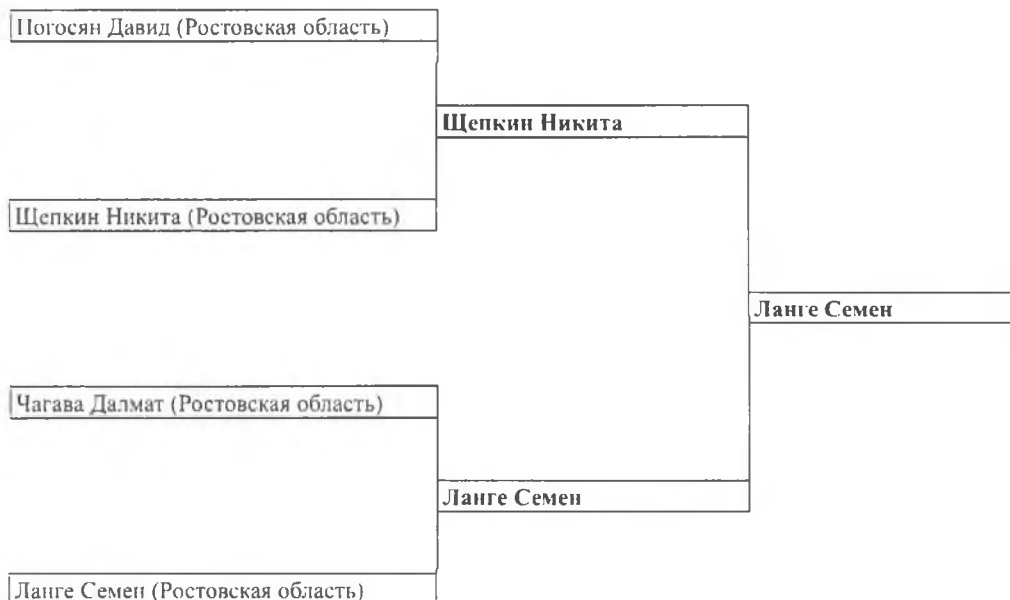 Погосян Давид (Ростовская область)
Щепкин Никита
Щепкин Никита (Ростовская область)
Ланге Семен
Чагава Далмат (Ростовская область)
Ланге Семен
Ланге Семен (Ростовская область)